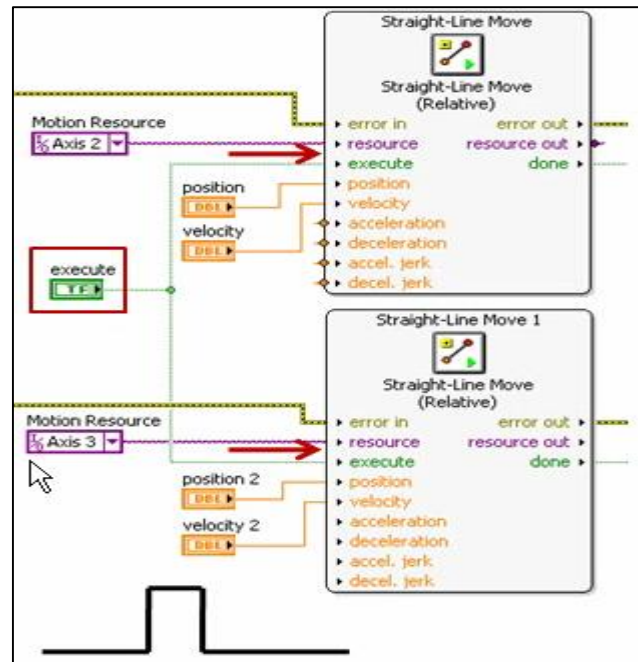 Straight-Line Move
Straight-Line Move
(Relative)
error in error out
Motion Resource
I/O Axis 2
resource resource out
execute done
position
DBL
position
velocity
velocity
DBL
acceleration
deceleration
accel. jerk
decel. jerk
execute
TF
Straight-Line Move 1
Straight-Line Move
(Relative)
error in error out
Motion Resource
I/O Axis 3
resource resource out
execute done
position 2
DBL
position
velocity
velocity 2
DBL
acceleration
deceleration
accel. jerk
decel. jerk